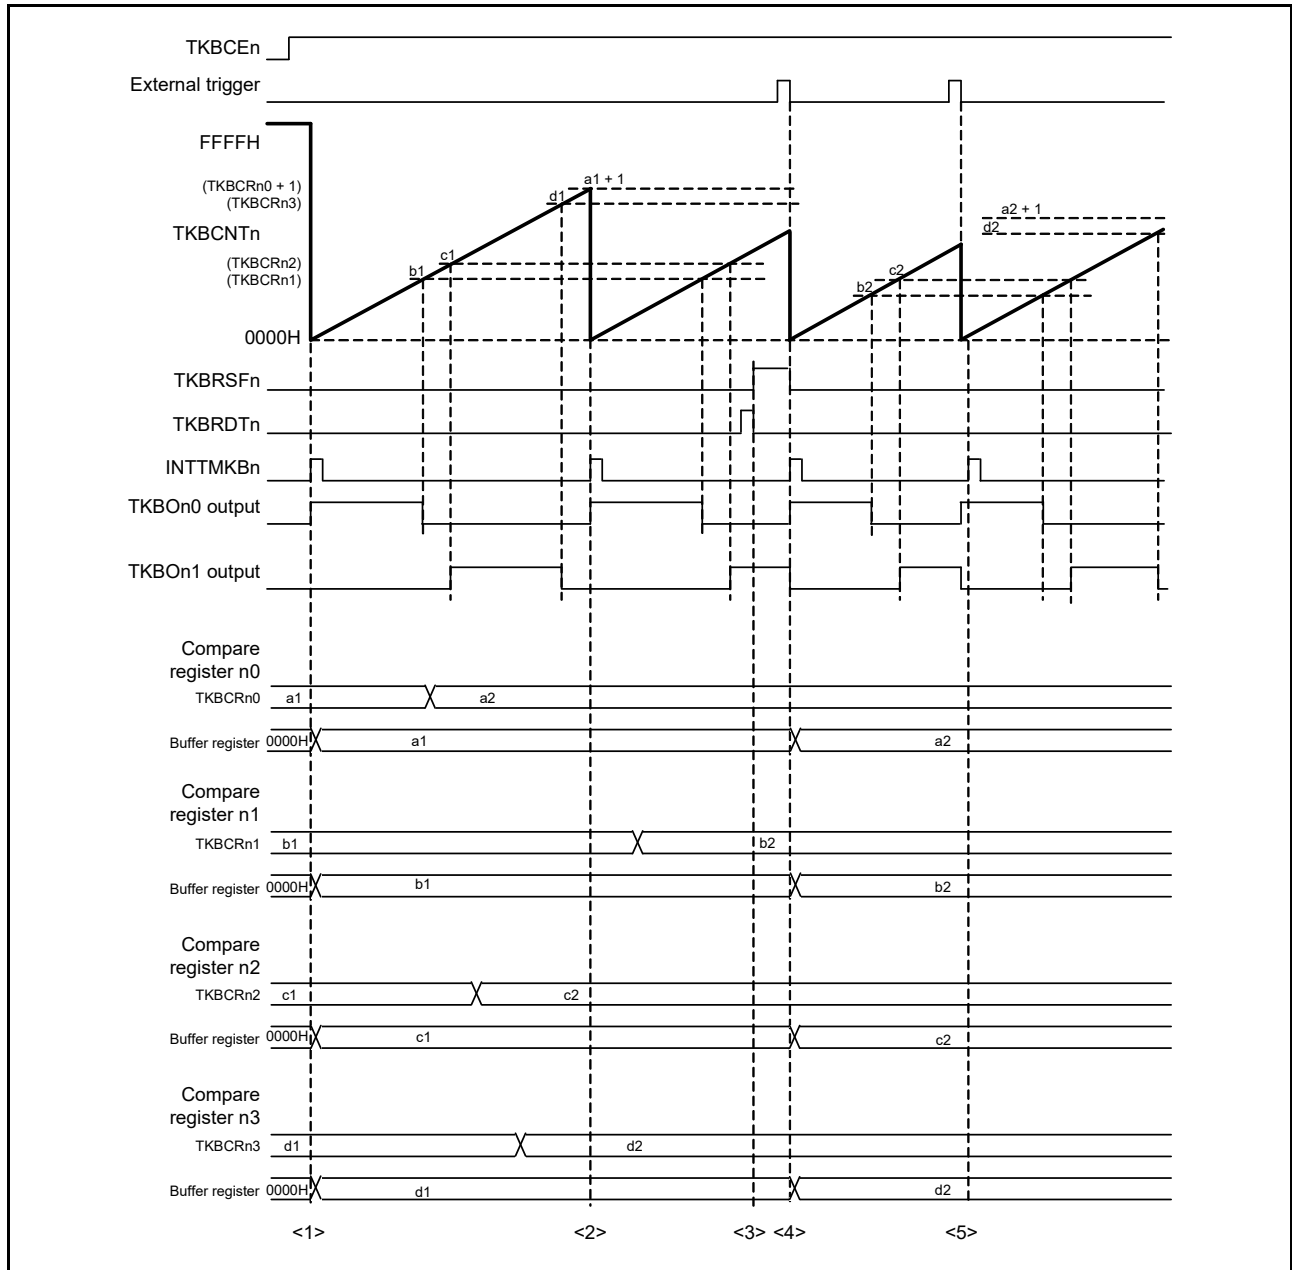 TKBCEn
External trigger
FFFFH
(TKBCRn0 + 1)
a1 + 1
(TKBCRn3)
d1
a2 + 1
TKBCNTn
d2
(TKBCRn2)
c1
c2
(TKBCRn1)
b1
b2
0000H
TKBRSFn
TKBRDTn
INTTMKBn
TKBOn0 output
TKBOn1 output
Compare
register n0
TKBCRn0 a1 a2
Buffer register 0000H a1 a2
Compare
register n1
TKBCRn1 b1 b2
Buffer register 0000H b1 b2
Compare
register n2
TKBCRn2 c1 c2
Buffer register 0000H c1 c2
Compare
register n3
TKBCRn3 d1 d2
Buffer register 0000H d1 d2
<1> <2> <3> <4> <5>